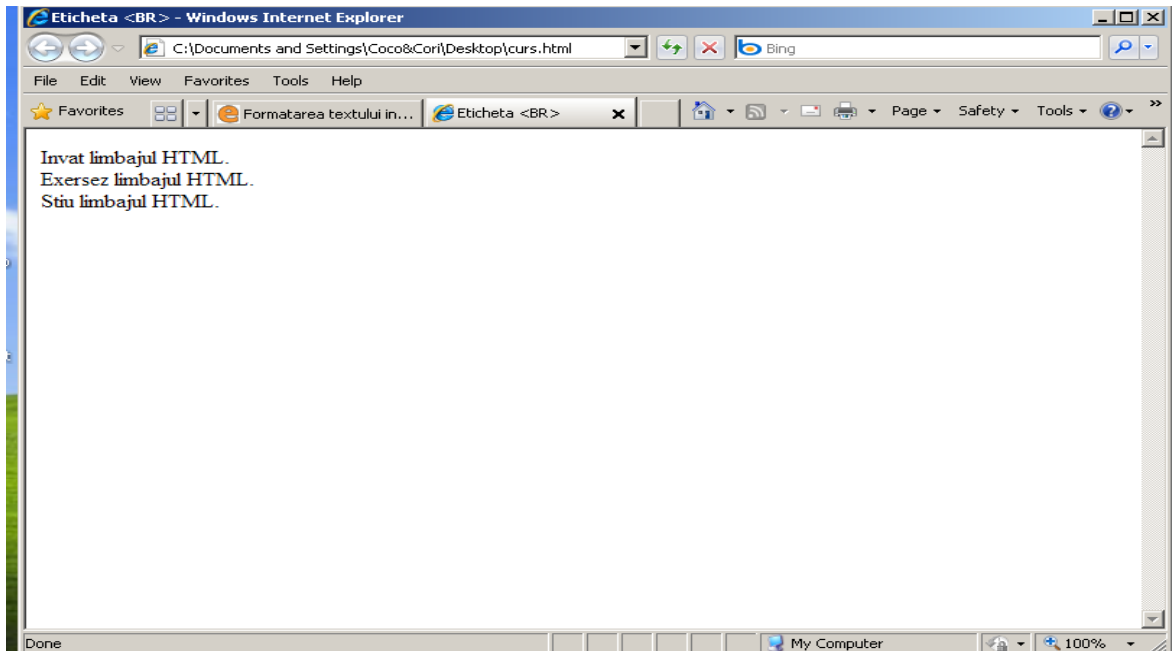 Eticheta <BR> - Windows Internet Explorer
C:\Documents and Settings\Coco&Cori\Desktop\curs.html Bing
File Edit View Favorites Tools Help
Favorites Formatarea textului in... Eticheta <BR> Page Safety Tools
Invat limbajul HTML.
Exersez limbajul HTML.
Stiu limbajul HTML.
Done My Computer 100%